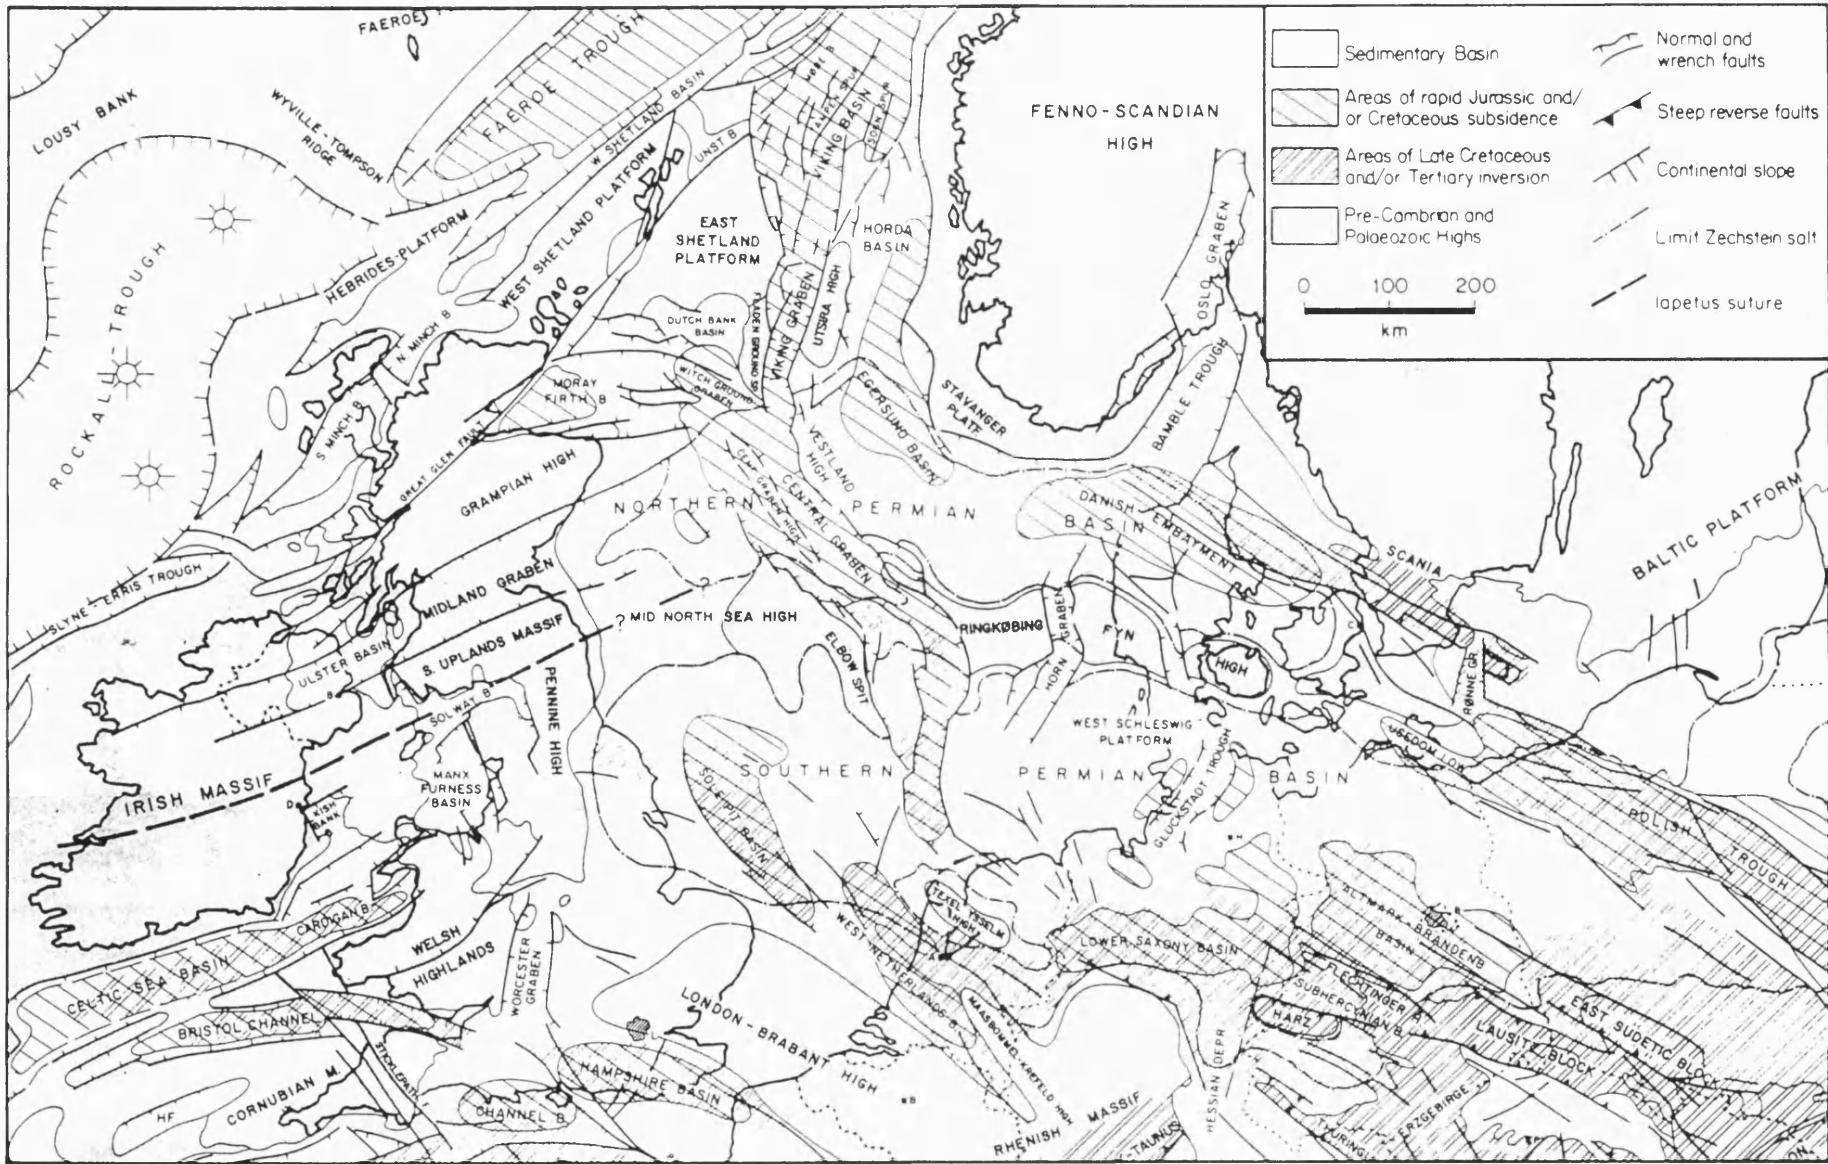 FAEROES
FAEROE TROUGH
LOUSY BANK
WYVILLE-TOMPSON
RIDGE
W SHETLAND BASIN
UNST B
VIKING BASIN
HORDA
BASIN
FENNO-SCANDIAN
HIGH
Sedimentary Basin
Areas of rapid Jurassic and/
or Cretaceous subsidence
Areas of Late Cretaceous
and/or Tertiary inversion
Pre-Cambrian and
Palaeozoic Highs
0 100 200
km
Normal and
wrench faults
Steep reverse faults
Continental slope
Limit Zechstein salt
Iapetus suture
ROCKALL-TROUGH
HEBRIDES-PLATFORM
WEST SHETLAND PLATFORM
EAST
SHETLAND
PLATFORM
OSLO GRABEN
N. MINCH B
S MINCH B
DUTCH BANK
BASIN
FLADEN GROUND SP.
VIKING GRABEN
UTSIRA HIGH
MORAY
FIRTH B
WITCH GROUND
GRABEN
EGERSUND BASIN
STAVANGER
PLATF
BAMBLE TROUGH
GREAT GLEN FAULT
GRAMPIAN HIGH
VESTLAND
HIGH
CENTRAL GRABEN
NORTHERN PERMIAN BASIN
DANISH EMBAYMENT
SCANIA
BALTIC PLATFORM
SLYNE-ERRIS TROUGH
MIDLAND GRABEN
ULSTER BASIN
S. UPLANDS MASSIF
?
? MID NORTH SEA HIGH
ELBOW SPIT
RINGKØBING
HORN GRABEN
FYN
HIGH
C
RØNNE GR.
SOLWAY B
PENNINE HIGH
IRISH MASSIF
D
KISH
BANK
B
MANX
FURNESS
BASIN
SOLE PIT BASIN
SOUTHERN PERMIAN BASIN
WEST SCHLESWIG
PLATFORM
GLÜCKSTADT TROUGH
USEDOM LOW
POLISH TROUGH
H
CELTIC SEA BASIN
CARDIGAN B
WELSH
HIGHLANDS
WORCESTER
GRABEN
BRISTOL CHANNEL
STICKLEPATH
CORNUBIAN M.
HF
CHANNEL B
HAMPSHIRE BASIN
L
LONDON-BRABANT HIGH
B
WEST NETHERLANDS B.
TEXEL YSSELM
HIGH
A
MAASBOMMEL-KREFELD HIGH
LOWER SAXONY BASIN
ALTMARK-BRANDENB
BASIN
B
FLECHTINGER A
SUBHERCYNIAN B.
HARZ
LAUSITZ BLOCK
EAST SUDETIC BLOCK
RHENISH MASSIF
TAUNUS
HESSIAN DEPR
ERZGEBIRGE